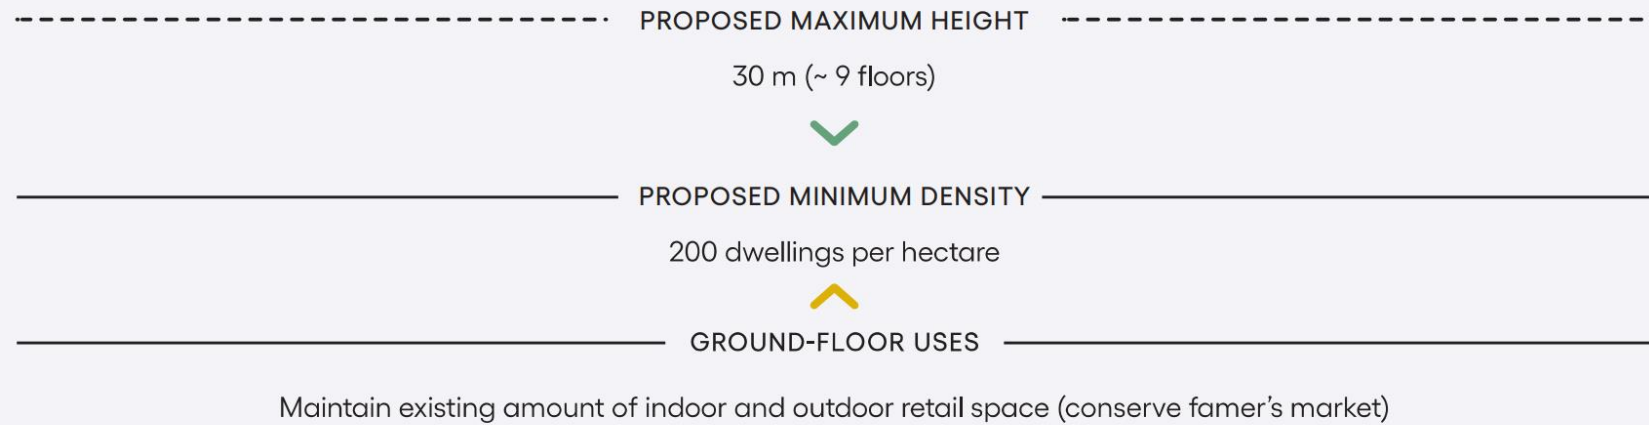 PROPOSED MAXIMUM HEIGHT
30 m (~ 9 floors)
PROPOSED MINIMUM DENSITY
200 dwellings per hectare
GROUND-FLOOR USES
Maintain existing amount of indoor and outdoor retail space (conserve famer's market)